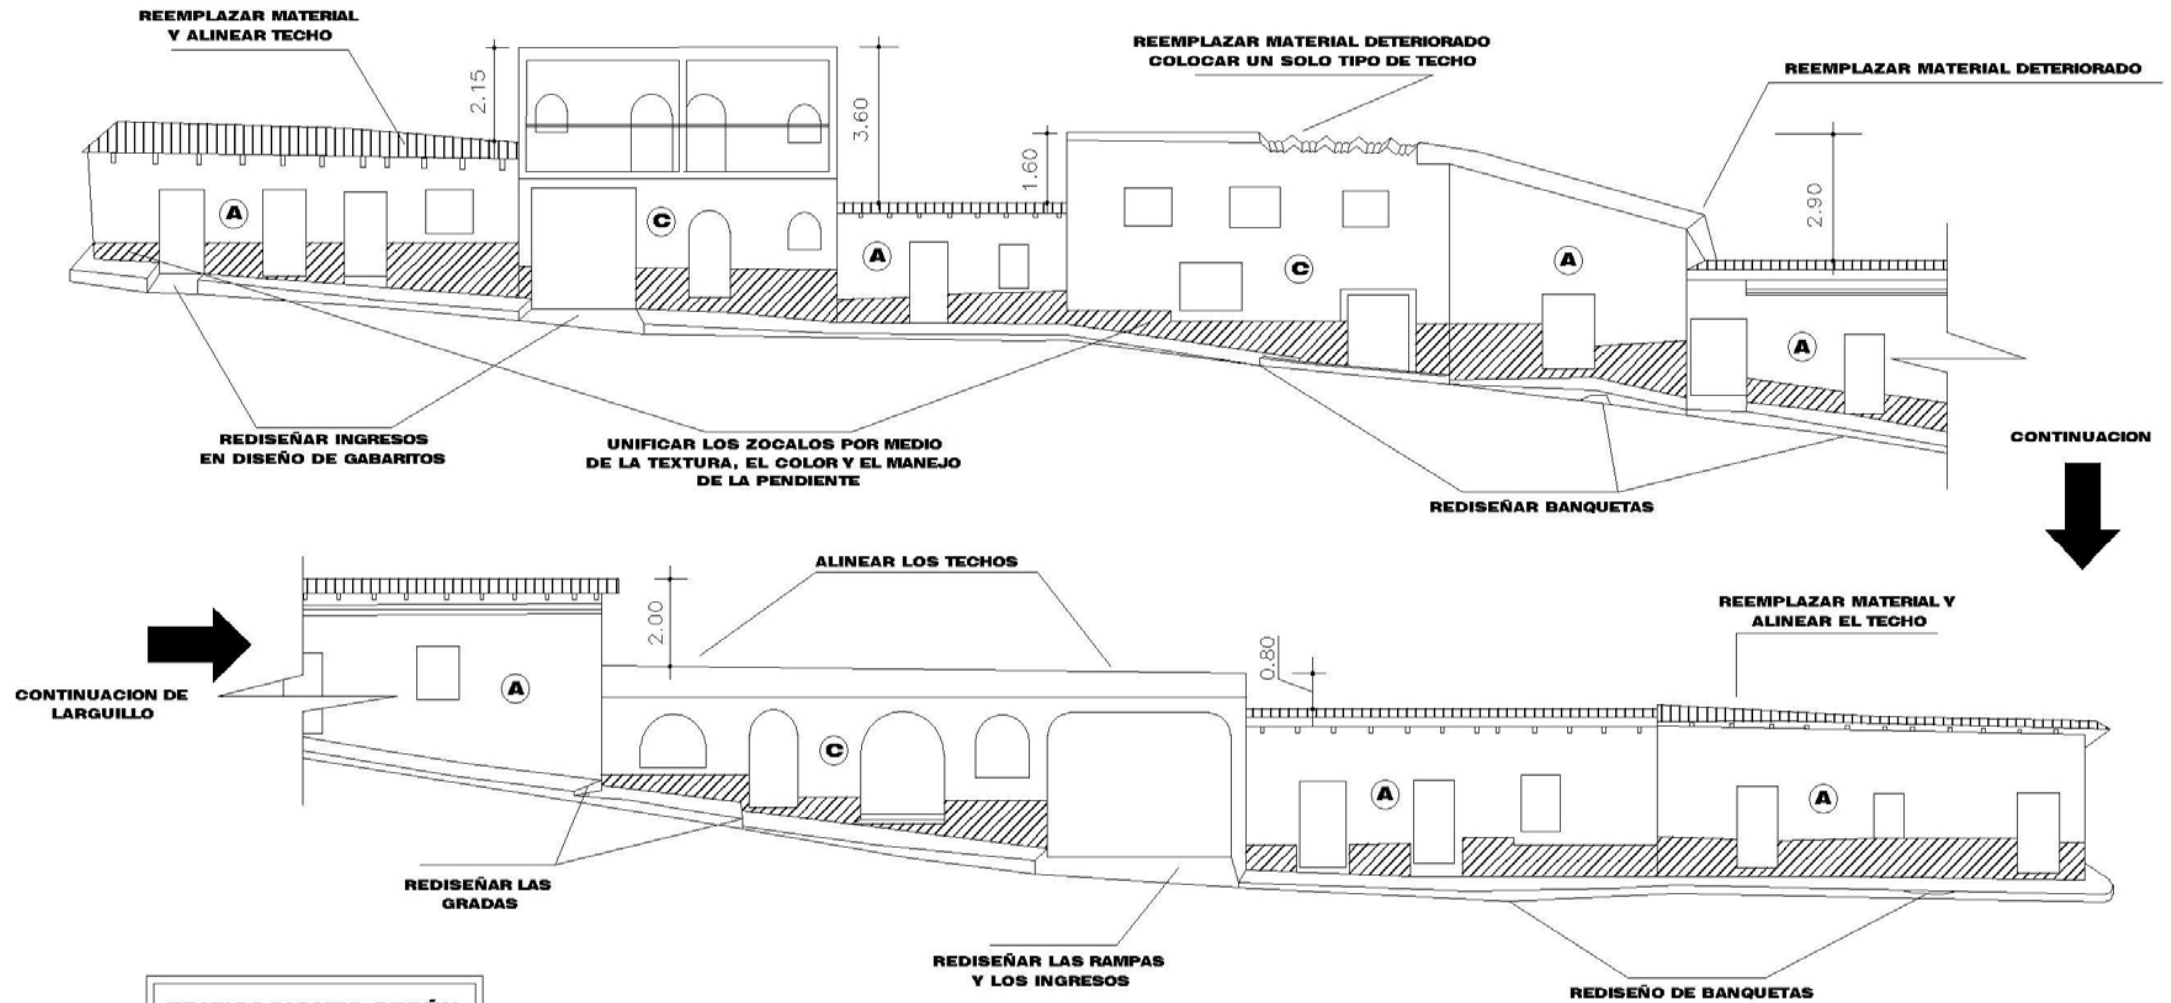 REEMPLAZAR MATERIAL
Y ALINEAR TECHO
2.15
3.60
1.60
REEMPLAZAR MATERIAL DETERIORADO
COLOCAR UN SOLO TIPO DE TECHO
REEMPLAZAR MATERIAL DETERIORADO
2.90
A
C
A
C
A
A
REDISEÑAR INGRESOS
EN DISEÑO DE GABARITOS
UNIFICAR LOS ZOCALOS POR MEDIO
DE LA TEXTURA, EL COLOR Y EL MANEJO
DE LA PENDIENTE
REDISEÑAR BANQUETAS
CONTINUACION
CONTINUACION DE
LARGUILLO
A
2.00
ALINEAR LOS TECHOS
C
0.80
REEMPLAZAR MATERIAL Y
ALINEAR EL TECHO
A
A
REDISEÑAR LAS
GRADAS
REDISEÑAR LAS RAMPAS
Y LOS INGRESOS
REDISEÑO DE BANQUETAS